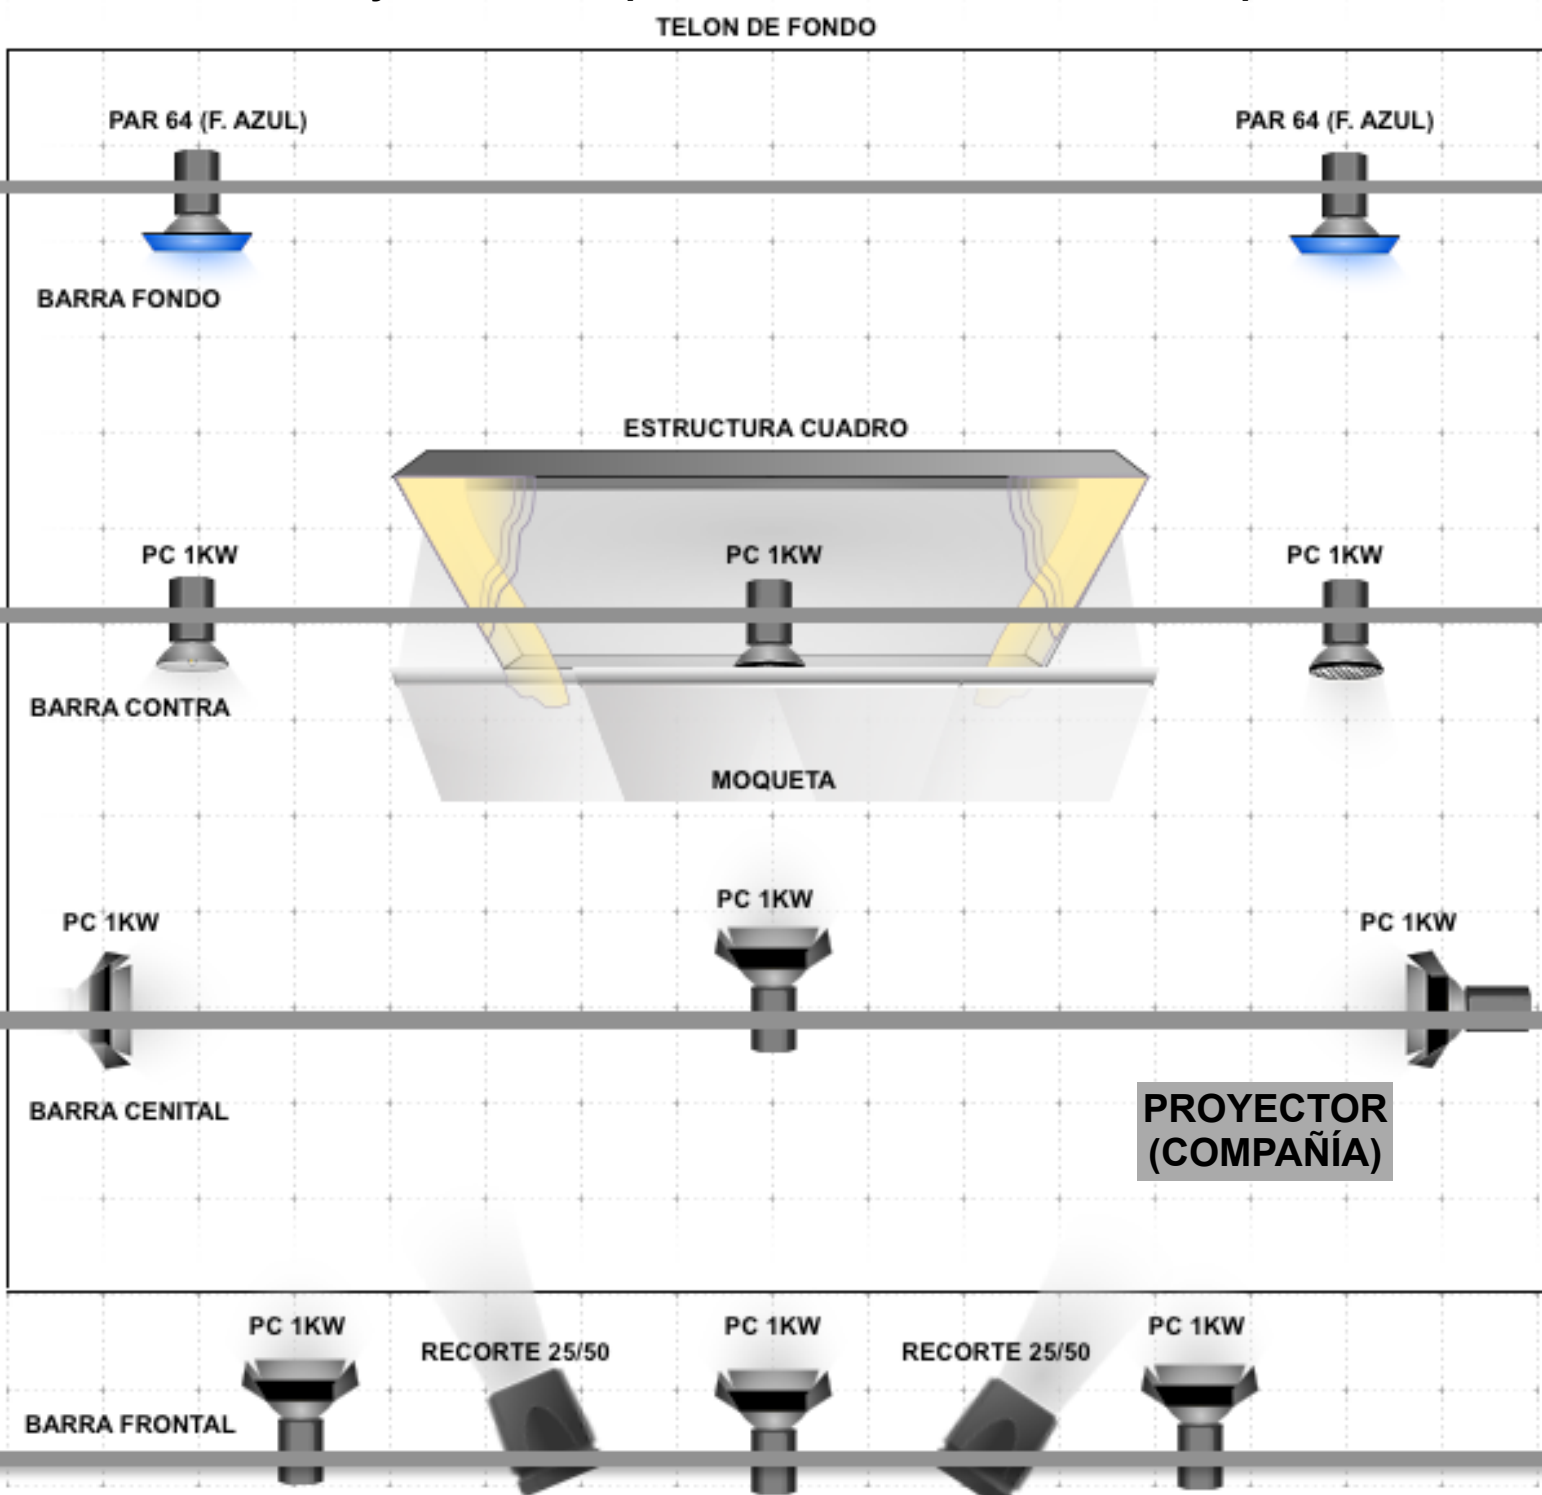 TELON DE FONDO
PAR 64 (F. AZUL)
PAR 64 (F. AZUL)
BARRA FONDO
ESTRUCTURA CUADRO
PC 1KW
PC 1KW
PC 1KW
BARRA CONTRA
MOQUETA
PC 1KW
PC 1KW
PC 1KW
BARRA CENITAL
PROYECTOR
(COMPAÑÍA)
PC 1KW
PC 1KW
PC 1KW
RECORTE 25/50
RECORTE 25/50
BARRA FRONTAL